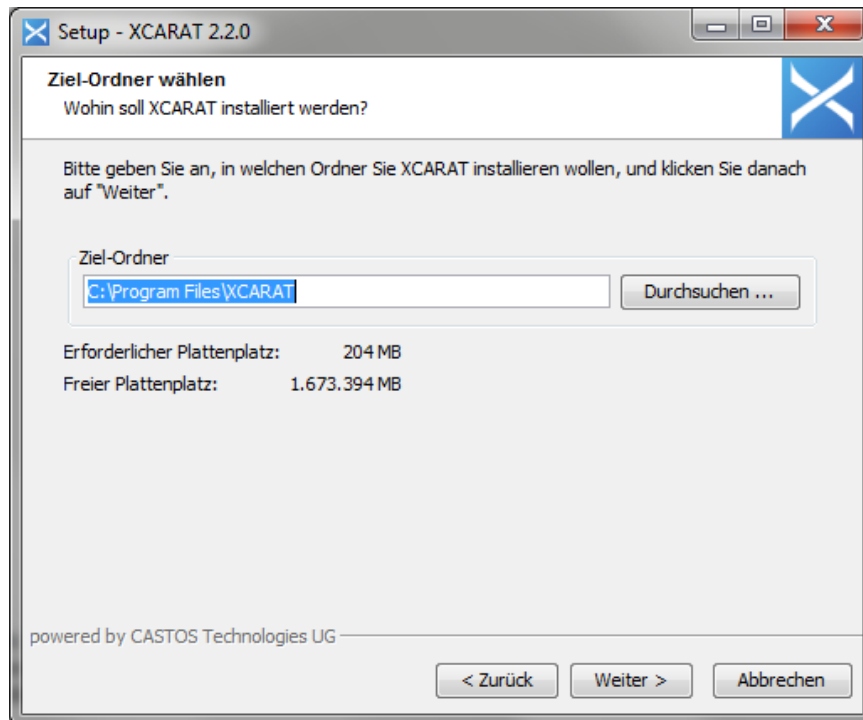 Setup - XCARAT 2.2.0
Ziel-Ordner wählen
Wohin soll XCARAT installiert werden?
Bitte geben Sie an, in welchen Ordner Sie XCARAT installieren wollen, und klicken Sie danach
auf "Weiter".
Ziel-Ordner
C:\Program Files\XCARAT
Durchsuchen ...
Erforderlicher Plattenplatz: 204 MB
Freier Plattenplatz: 1.673.394 MB
powered by CASTOS Technologies UG
< Zurück Weiter > Abbrechen